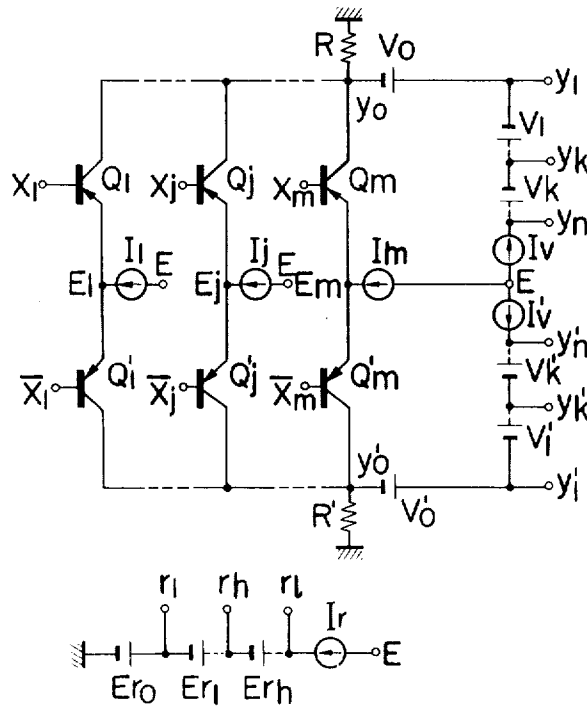 R V₀
y₀ y₁
V₁
X₁ Q₁ Xj Qj Xm Qm yk
Vk
yn
I₁ E Ij E Im Iv
E₁ Ej Em E
I'v
y'n
X̅₁ Q'₁ X̅j Q'j X̅m Q'm V'k
y'k
V'₁
y'₀ y'₁
R' V'₀
r₁ rh rl
Ir
E
Er₀ Er₁ Erh